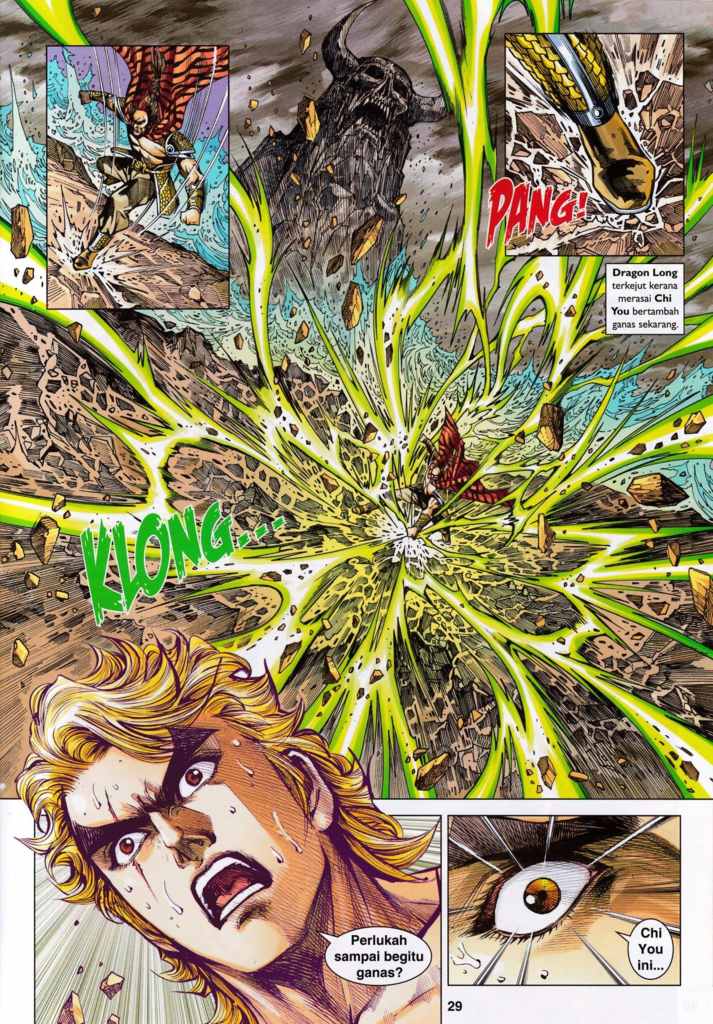 PANG!
Dragon Long
terkejut kerana
merasai Chi
You bertambah
ganas sekarang.
KLONG...
Perlukah
sampai begitu
ganas?
Chi
You
ini...
29